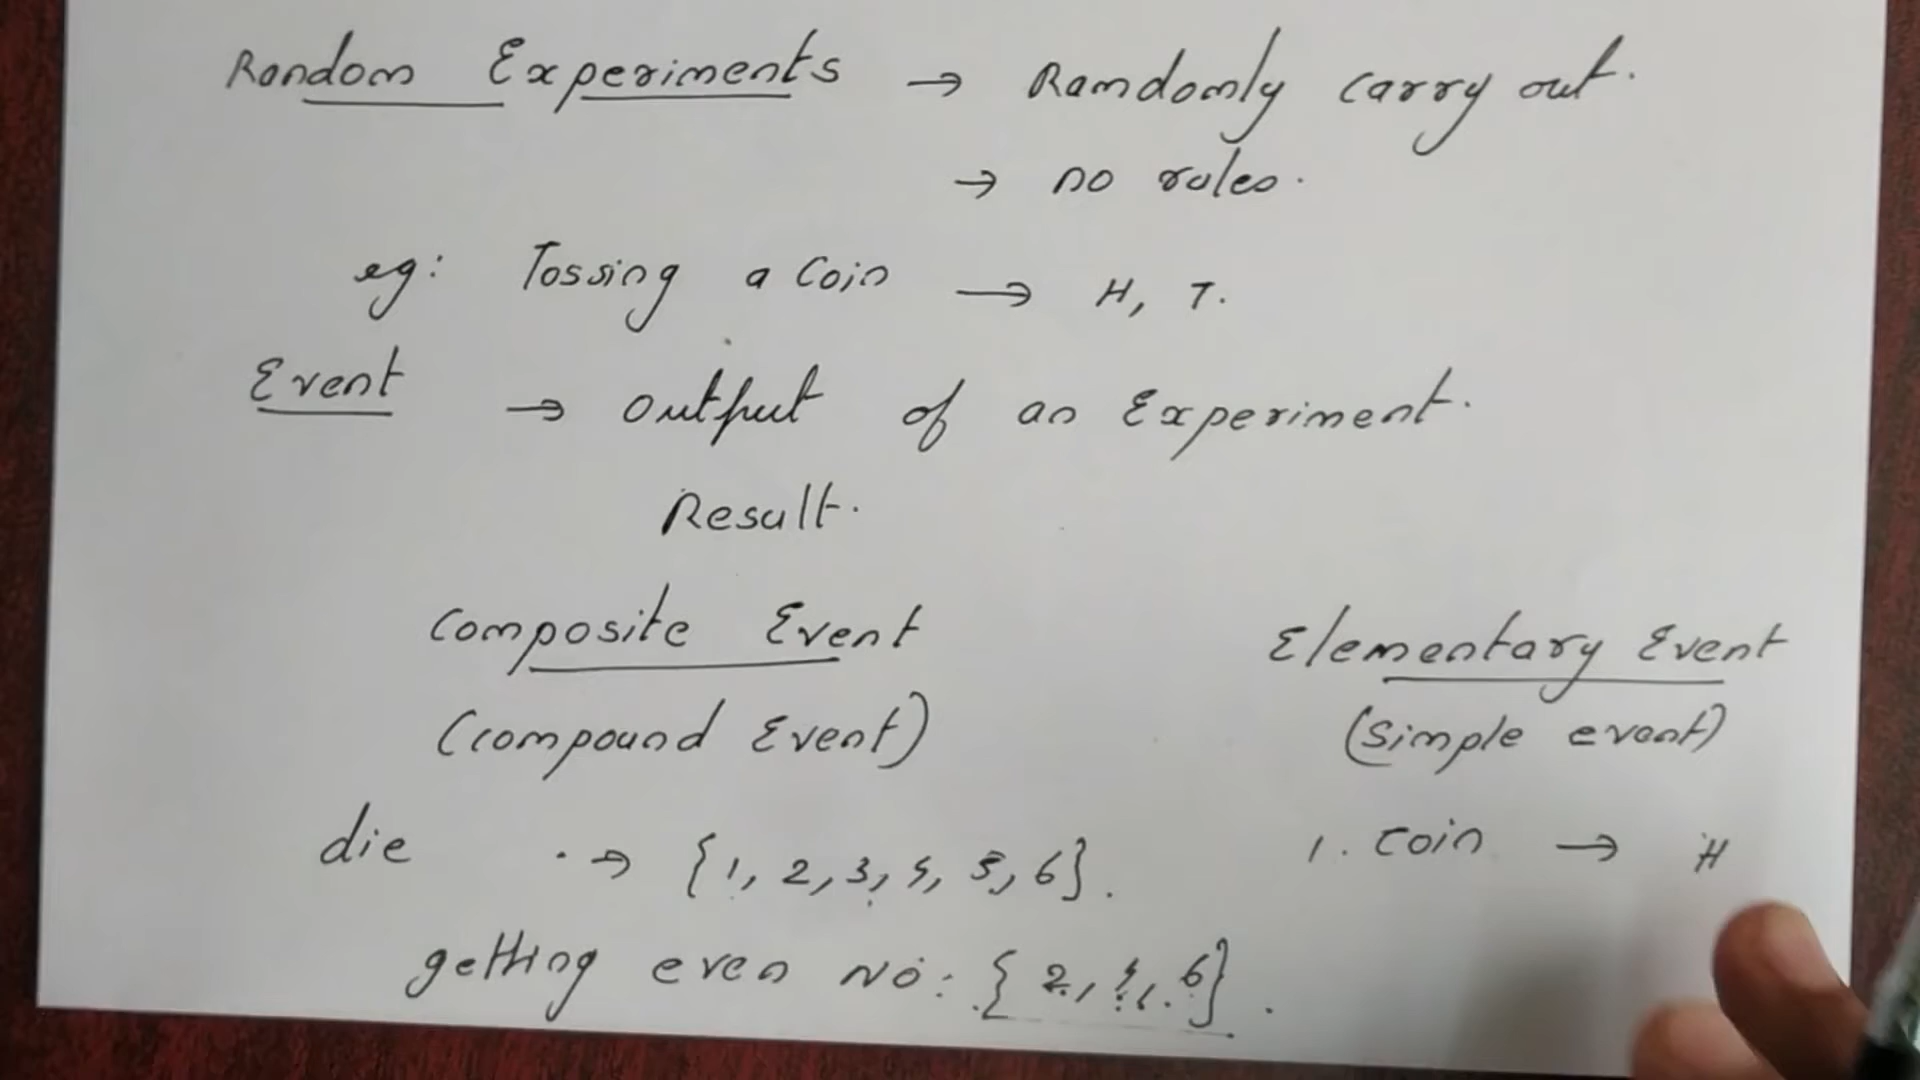 Random Experiments → Randomly carry out.
→ no rules.
eg: Tossing a Coin → H, T.
Event → output of an Experiment.
Result.
Composite Event
(Compound Event)
Elementary Event
(Simple event)
die → {1, 2, 3, 4, 5, 6}.
1. Coin → H
getting even No: {2, 4, 6}.